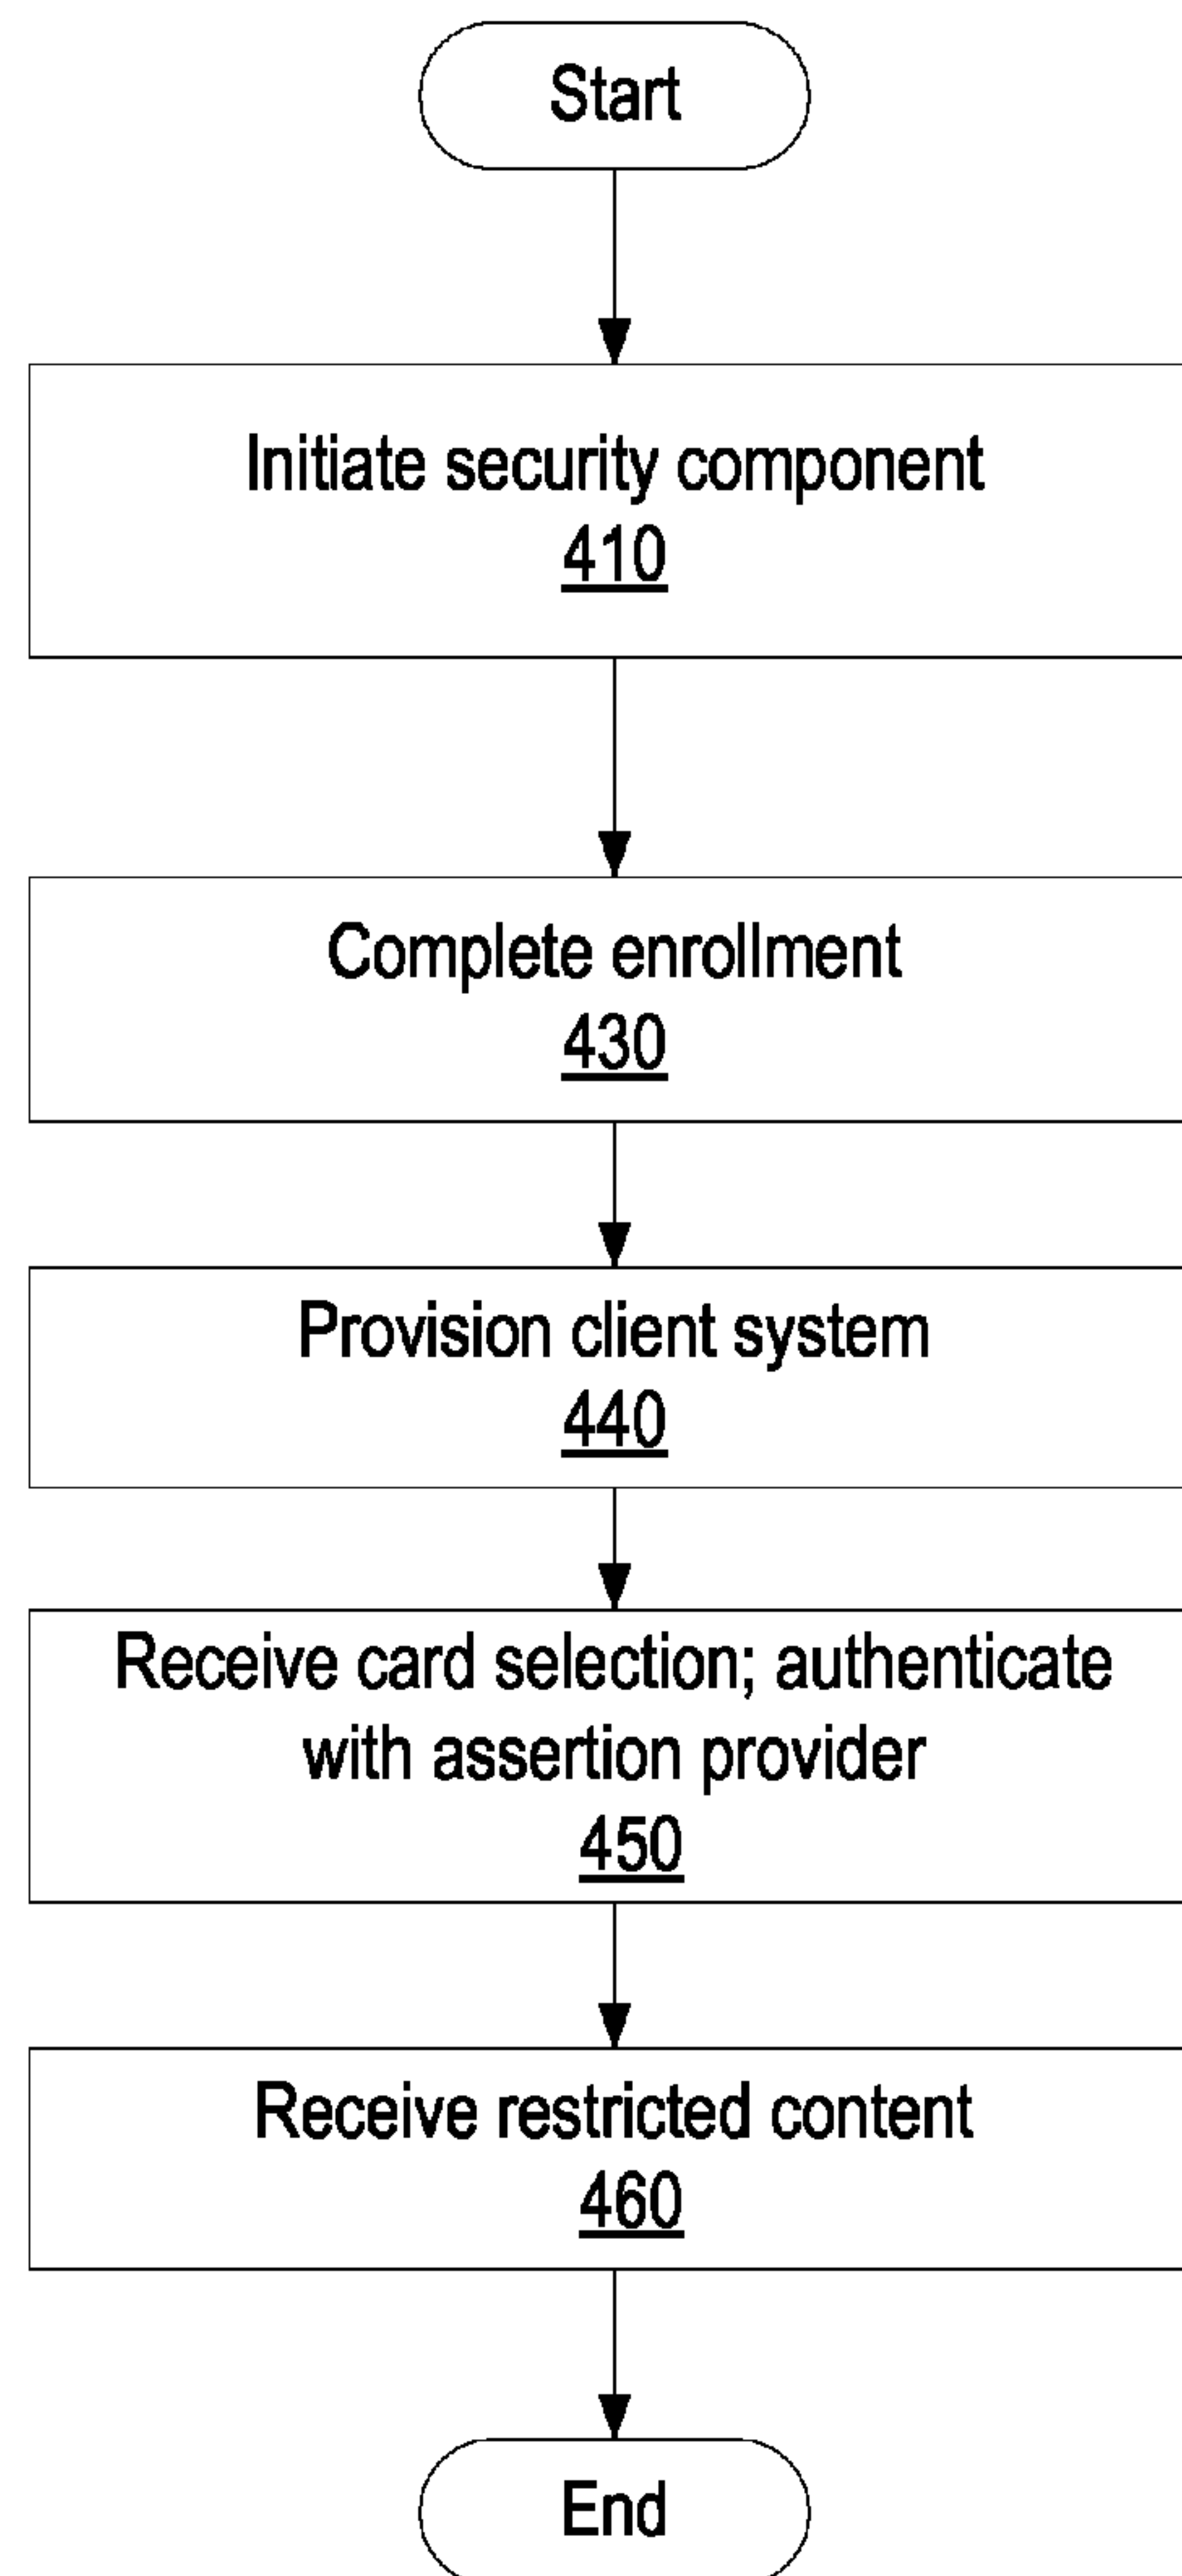 Start
Initiate security component
410
Complete enrollment
430
Provision client system
440
Receive card selection; authenticate
with assertion provider
450
Receive restricted content
460
End